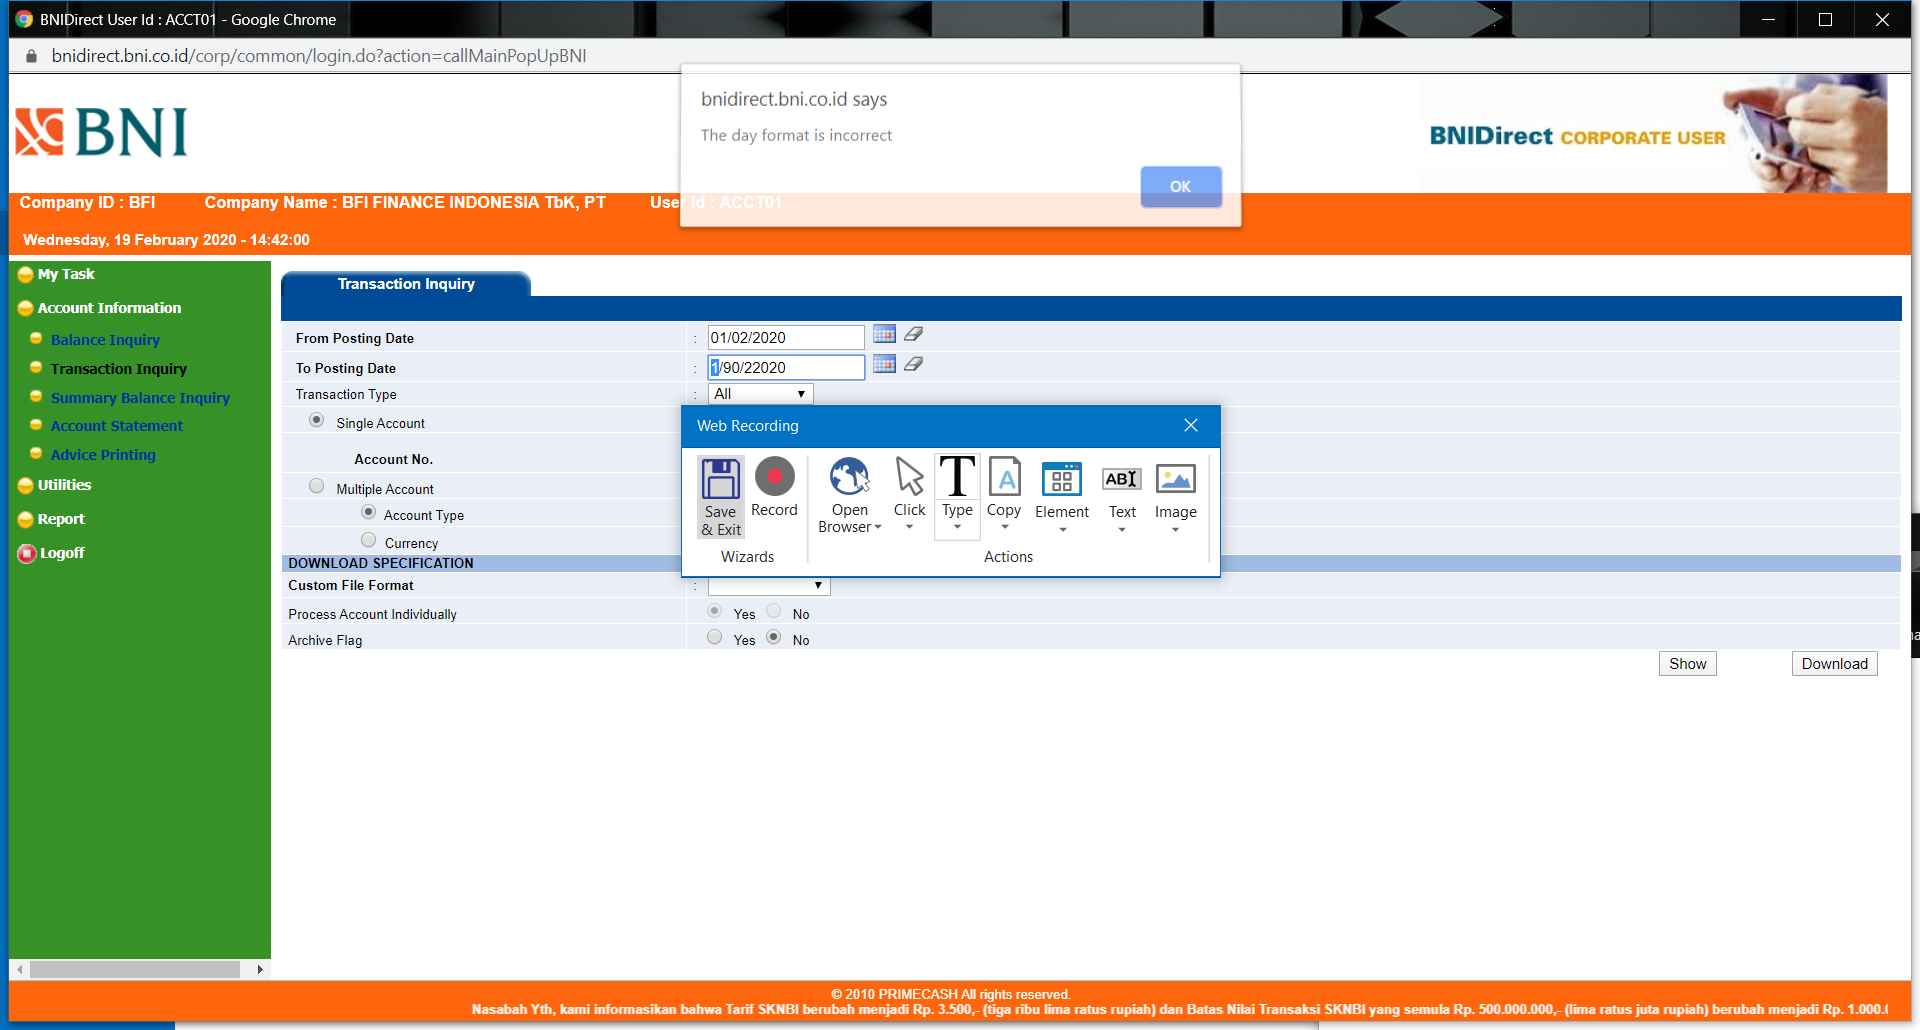 BNIDirect User Id : ACCT01 - Google Chrome
bnidirect.bni.co.id/corp/common/login.do?action=callMainPopUpBNI
bnidirect.bni.co.id says
The day format is incorrect
OK
BNI
BNIDirect CORPORATE USER
Company ID : BFI
Company Name : BFI FINANCE INDONESIA TbK, PT
User Id : ACCT01
Wednesday, 19 February 2020 - 14:42:00
My Task
Account Information
Balance Inquiry
Transaction Inquiry
Summary Balance Inquiry
Account Statement
Advice Printing
Utilities
Report
Logoff
Transaction Inquiry
From Posting Date : 01/02/2020
To Posting Date : 1/90/22020
Transaction Type : All
Single Account
Account No.
Multiple Account
Account Type
Currency
Web Recording
Save & Exit
Record
Open Browser
Click
Type
Copy
Element
Text
Image
Wizards
Actions
DOWNLOAD SPECIFICATION
Custom File Format :
Process Account Individually Yes No
Archive Flag Yes No
Show
Download
© 2010 PRIMECASH All rights reserved.
Nasabah Yth, kami informasikan bahwa Tarif SKNBI berubah menjadi Rp. 3.500,- (tiga ribu lima ratus rupiah) dan Batas Nilai Transaksi SKNBI yang semula Rp. 500.000.000,- (lima ratus juta rupiah) berubah menjadi Rp. 1.000.